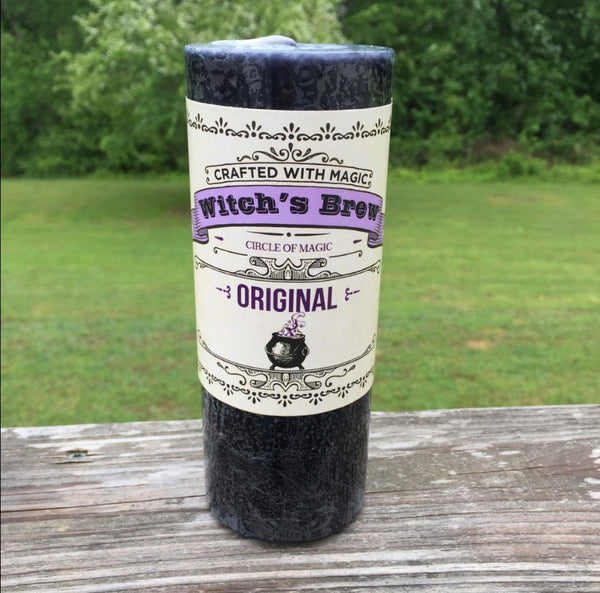 CRAFTED WITH MAGIC
Witch's Brew
CIRCLE OF MAGIC
ORIGINAL